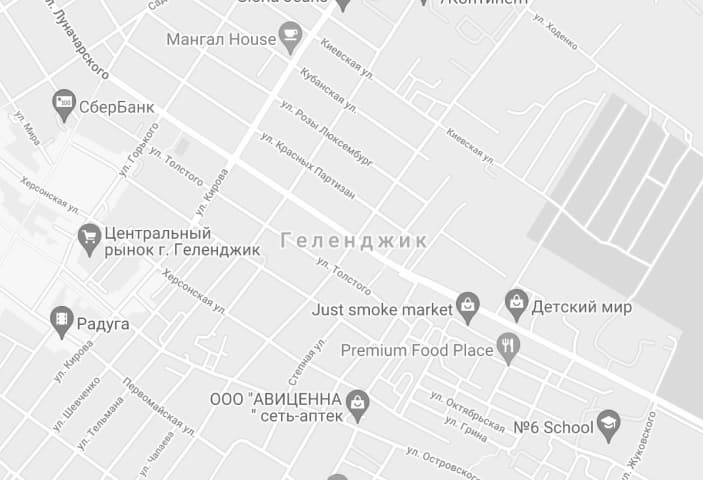 7Континент
ул. Ходенко
Мангал House
Киевская ул.
ул. Луначарского
Кубанская ул.
СберБанк
ул. Розы Люксембург
ул. Мира
ул. Горького
ул. Красных Партизан
Киевская ул.
ул. Толстого
Херсонская ул.
ул. Кирова
Центральный
рынок г. Геленджик
Геленджик
ул. Толстого
Херсонская ул.
Just smoke market
Детский мир
Радуга
Premium Food Place
ул. Кирова
Степная ул.
ул. Шевченко
Первомайская ул.
ООО "АВИЦЕННА
" сеть-аптек
ул. Октябрьская
ул. Тельмана
ул. Грина
№6 School
ул. Чапаева
ул. Островского
ул. Жуковского